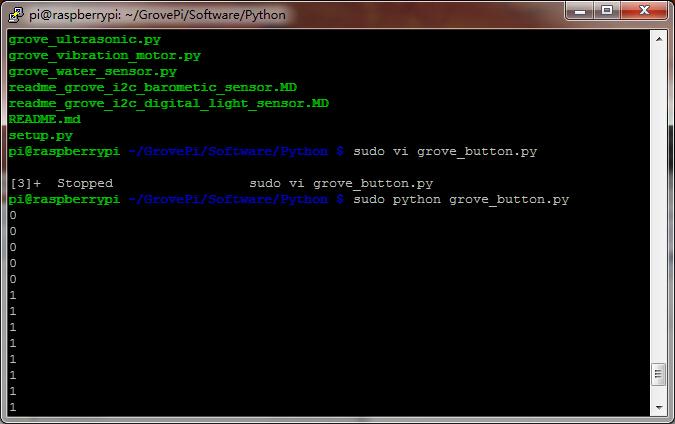 pi@raspberrypi: ~/GrovePi/Software/Python
grove_ultrasonic.py
grove_vibration_motor.py
grove_water_sensor.py
readme_grove_i2c_barometic_sensor.MD
readme_grove_i2c_digital_light_sensor.MD
README.md
setup.py
pi@raspberrypi ~/GrovePi/Software/Python $ sudo vi grove_button.py
[3]+  Stopped                 sudo vi grove_button.py
pi@raspberrypi ~/GrovePi/Software/Python $ sudo python grove_button.py
0
0
0
0
0
1
1
1
1
1
1
1
1